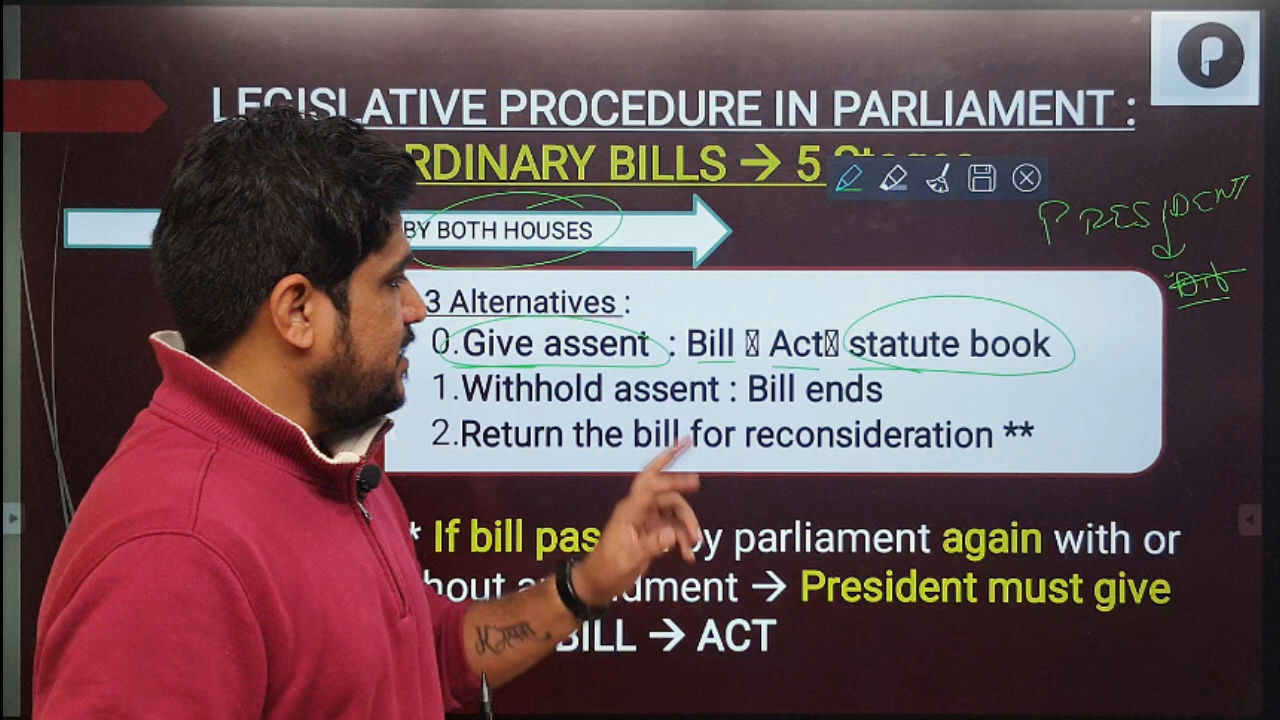 LEGISLATIVE PROCEDURE IN PARLIAMENT :
RDINARY BILLS → 5
BY BOTH HOUSES
PRESIDENT
3 Alternatives :
0.Give assent : Bill ▯ Act▯ statute book
1.Withhold assent : Bill ends
2.Return the bill for reconsideration **
* If bill pas by parliament again with or
hout a ndment → President must give
BILL → ACT